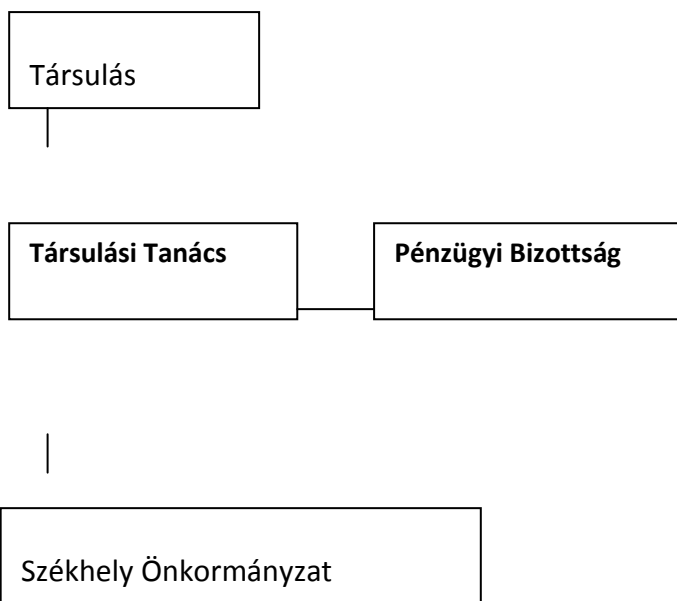 Társulás
Társulási Tanács
Pénzügyi Bizottság
Székhely Önkormányzat